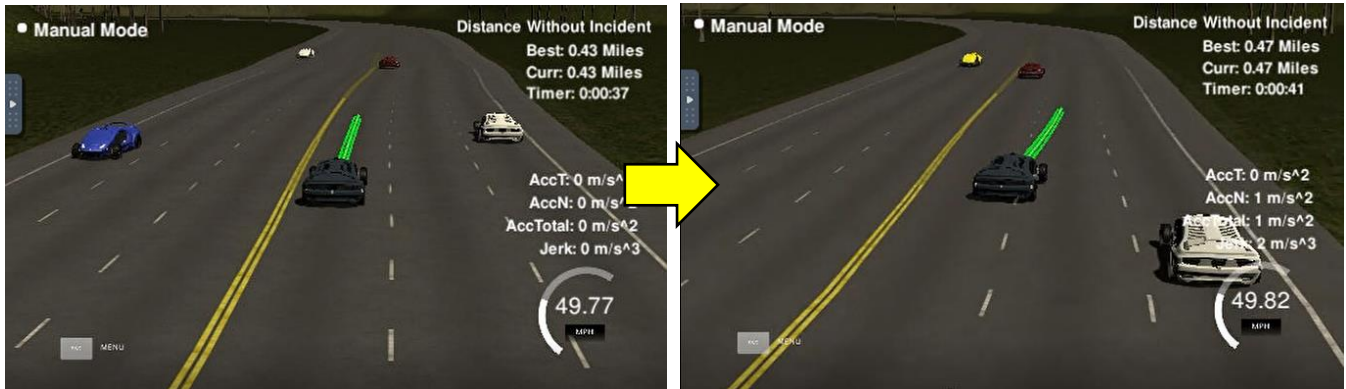 Manual Mode
Distance Without Incident
Best: 0.43 Miles
Curr: 0.43 Miles
Timer: 0:00:37
AccT: 0 m/s^
AccN: 0 m/s^2
AccTotal: 0 m/s^2
Jerk: 0 m/s^3
49.77
MPH
ESC MENU
Manual Mode
Distance Without Incident
Best: 0.47 Miles
Curr: 0.47 Miles
Timer: 0:00:41
AccT: 0 m/s^2
AccN: 1 m/s^2
AccTotal: 1 m/s^2
Jerk: 2 m/s^3
49.82
MPH
ESC MENU